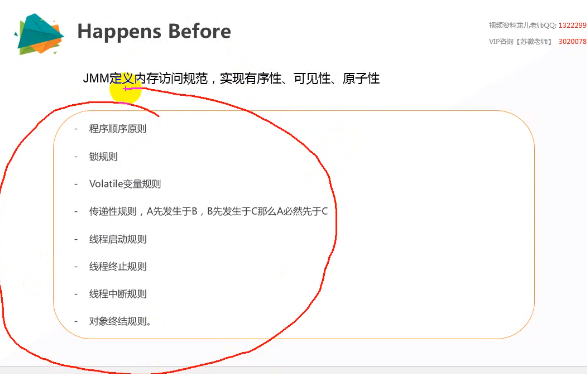 Happens Before
视频资料宠儿老师QQ: 1322299
VIP咨询【苏徽老师】 3020078
JMM定义内存访问规范，实现有序性、可见性、原子性
- 程序顺序原则
- 锁规则
- Volatile变量规则
- 传递性规则，A先发生于B，B先发生于C那么A必然先于C
- 线程启动规则
- 线程终止规则
- 线程中断规则
- 对象终结规则。